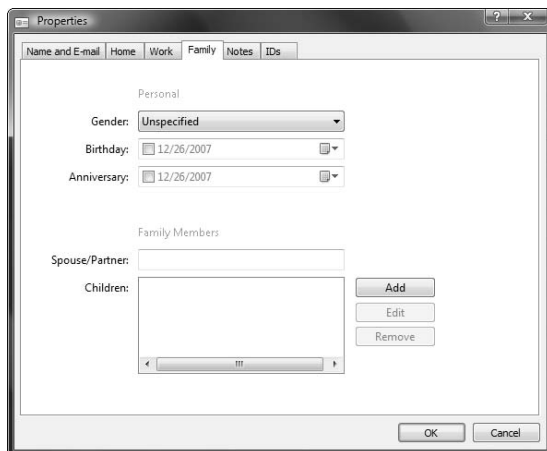 Properties
? X
Name and E-mail Home Work Family Notes IDs
Personal
Gender: Unspecified
Birthday: 12/26/2007
Anniversary: 12/26/2007
Family Members
Spouse/Partner:
Children:
Add
Edit
Remove
OK Cancel